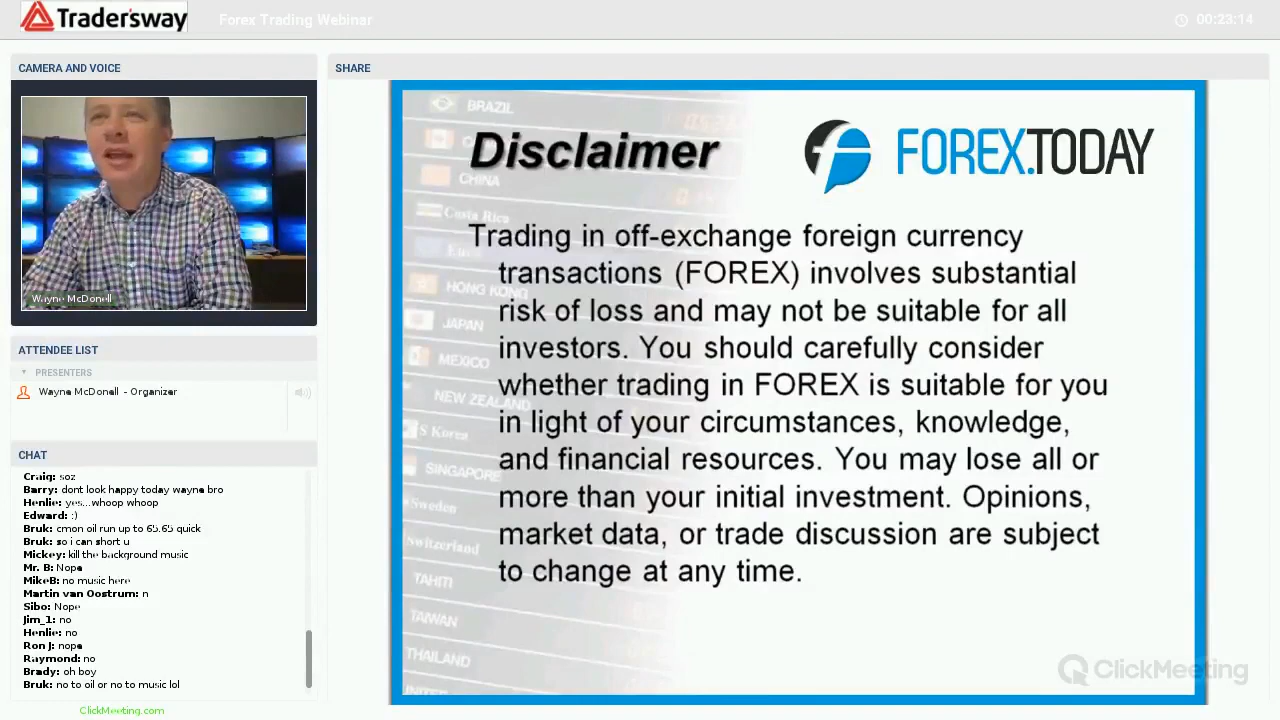 Trader'sway
Forex Trading Webinar
00:23:14
CAMERA AND VOICE
Wayne McDonell
ATTENDEE LIST
PRESENTERS
Wayne McDonell - Organizer
CHAT
Craig: soz
Barry: dont look happy today wayne bro
Henlie: yes...whoop whoop
Edward: :)
Bruk: cmon oil run up to 65.65 quick
Bruk: so i can short u
Mickey: kill the background music
Mr. B: Nope
MikeB: no music here
Martin van Oostrum: n
Sibo: Nope
Jim_1: no
Henlie: no
Ron J: nope
Raymond: no
Brady: oh boy
Bruk: no to oil or no to music lol
ClickMeeting.com
SHARE
Disclaimer
FOREX.TODAY
Trading in off-exchange foreign currency
transactions (FOREX) involves substantial
risk of loss and may not be suitable for all
investors. You should carefully consider
whether trading in FOREX is suitable for you
in light of your circumstances, knowledge,
and financial resources. You may lose all or
more than your initial investment. Opinions,
market data, or trade discussion are subject
to change at any time.
BRAZIL
CHINA
Costa Rica
HONG KONG
JAPAN
MEXICO
NEW ZEALAND
S Korea
SINGAPORE
Sweden
Switzerland
TAHITI
TAIWAN
THAILAND
ClickMeeting